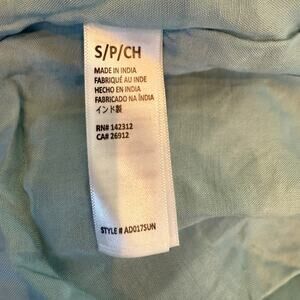 S/P/CH
MADE IN INDIA
FABRIQUÉ AU INDE
HECHO EN INDIA
FABRICADO NA ÍNDIA
インド製
RN# 142312
CA# 26912
STYLE # AD0175UN